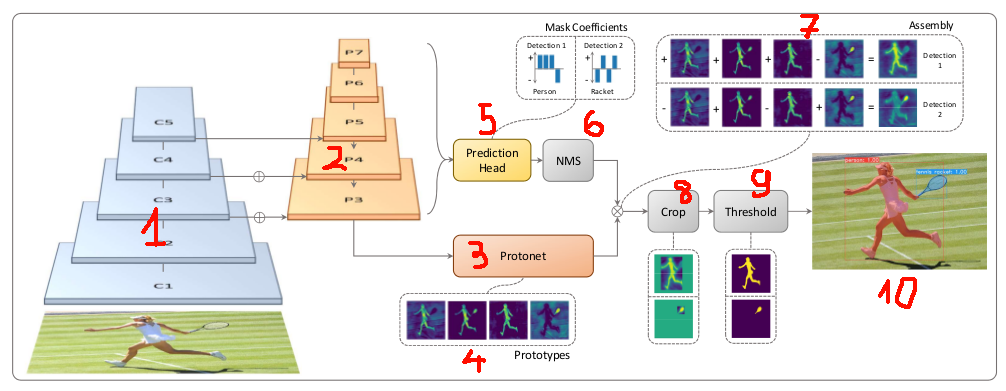 Mask Coefficients
Detection 1
+
-
Person
Detection 2
+
-
Racket
7
Assembly
+ + + - =
Detection
1
- + - + =
Detection
2
P7
P6
P5
P4
P3
2
C5
C4
C3
C2
C1
1
5
Prediction
Head
6
NMS
3
Protonet
4
Prototypes
8
Crop
9
Threshold
person: 1.00
tennis_racket: 1.00
10